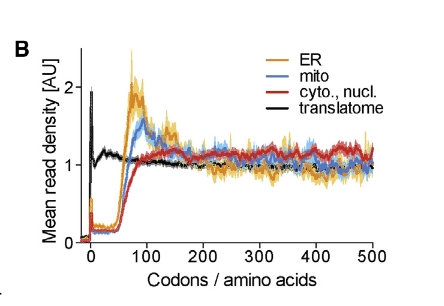 B
Mean read density [AU]
2
1
0
ER
mito
cyto., nucl.
translatome
0 100 200 300 400 500
Codons / amino acids